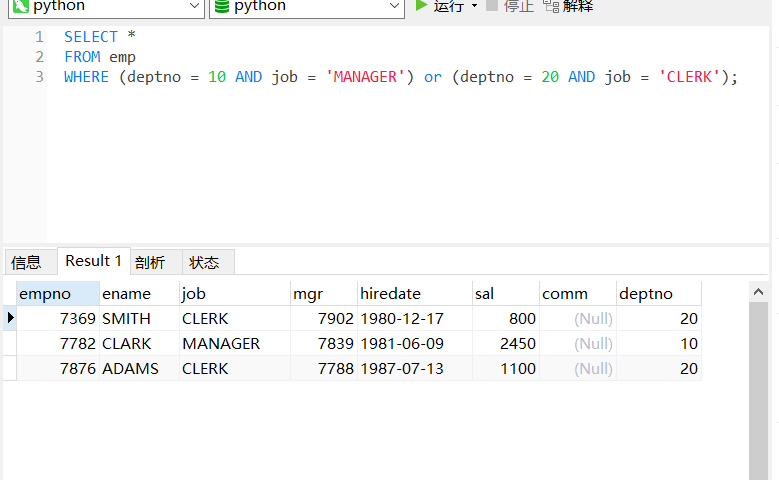 python python 运行 停止 解释
1 SELECT *
2 FROM emp
3 WHERE (deptno = 10 AND job = 'MANAGER') or (deptno = 20 AND job = 'CLERK');
信息 Result 1 剖析 状态
empno ename job mgr hiredate sal comm deptno
7369 SMITH CLERK 7902 1980-12-17 800 (Null) 20
7782 CLARK MANAGER 7839 1981-06-09 2450 (Null) 10
7876 ADAMS CLERK 7788 1987-07-13 1100 (Null) 20